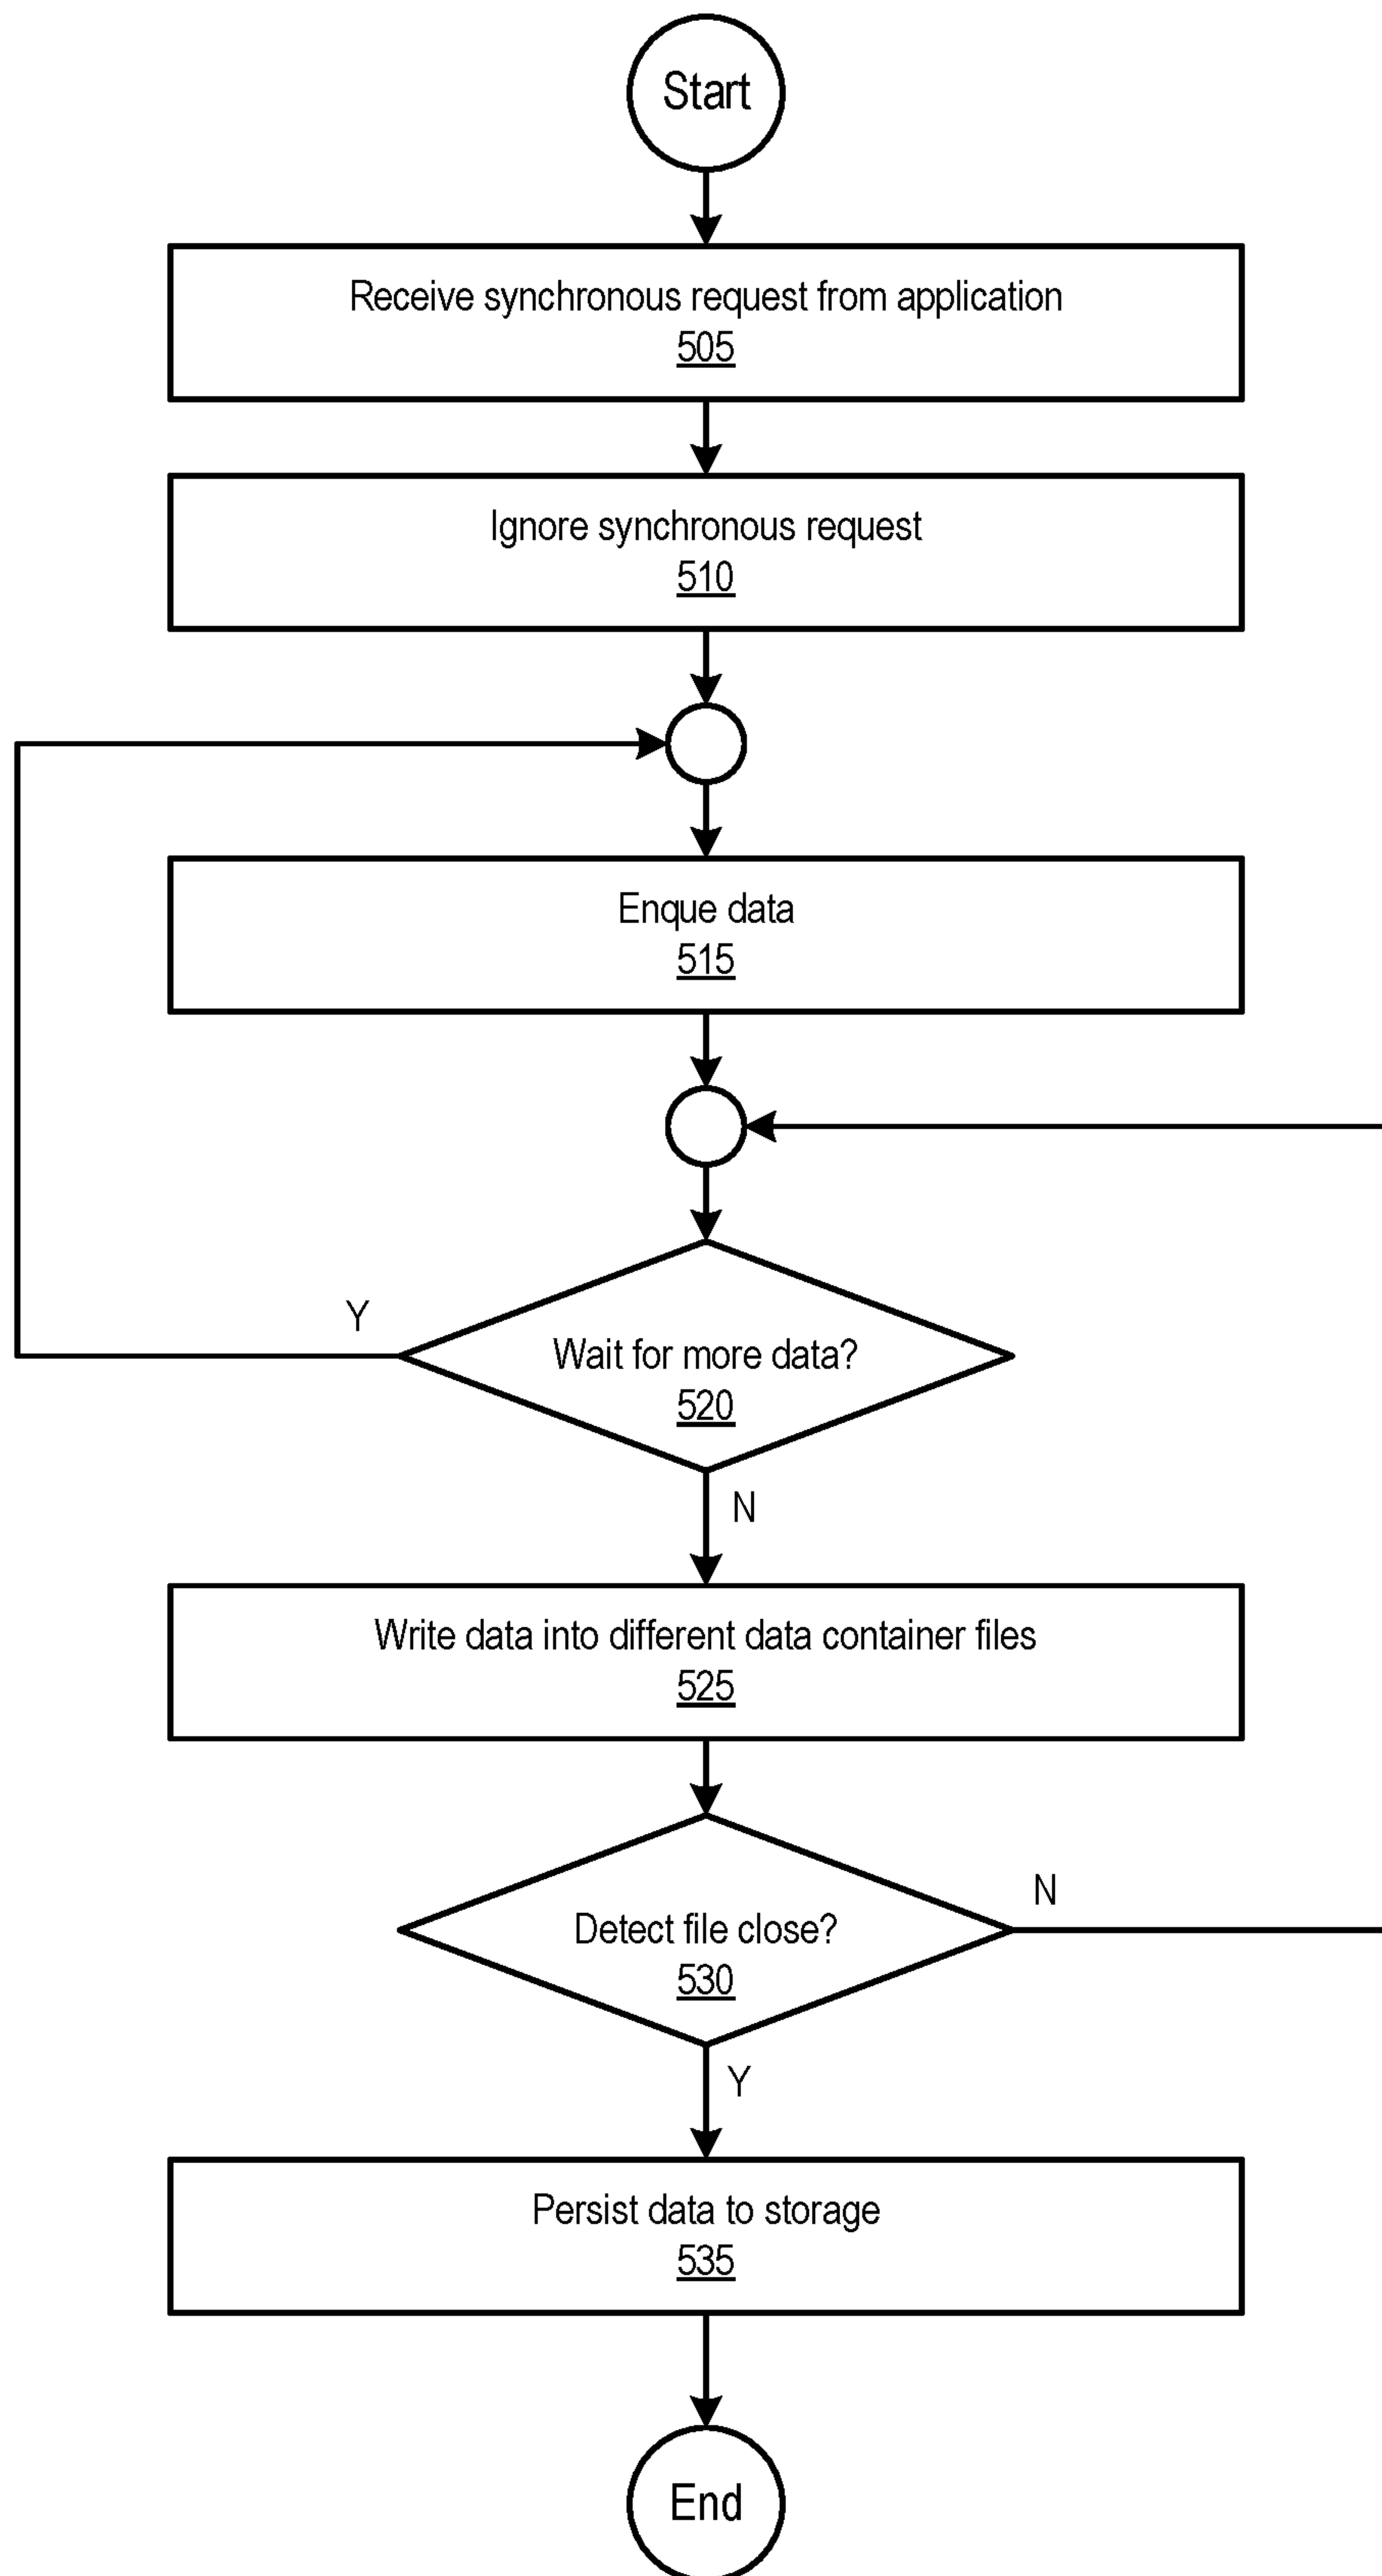 Start
Receive synchronous request from application
505
Ignore synchronous request
510
Enque data
515
Y
Wait for more data?
520
N
Write data into different data container files
525
N
Detect file close?
530
Y
Persist data to storage
535
End